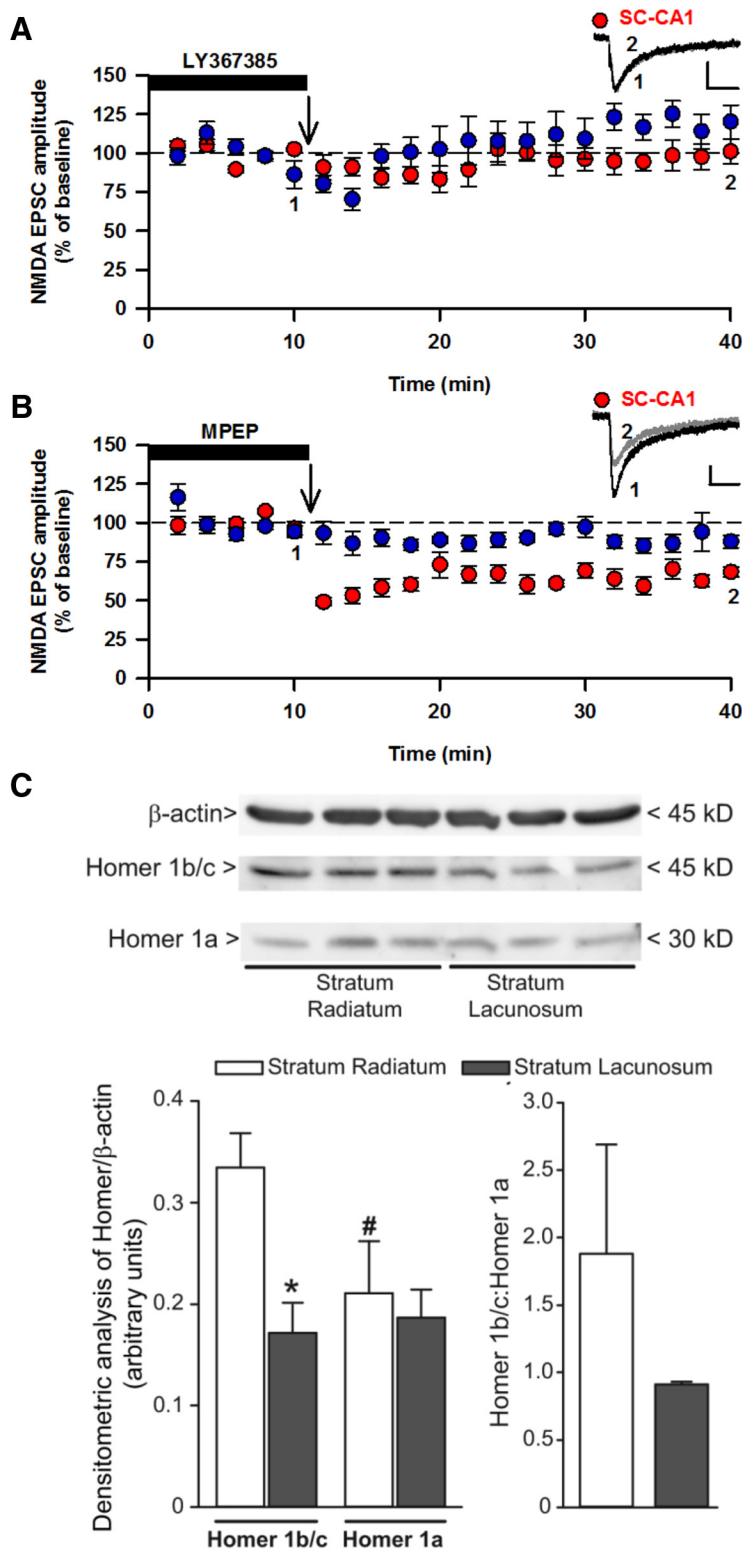 A
SC-CA1
LY367385
2
1
150
125
100
75
50
25
0
1
2
NMDA EPSC amplitude
(% of baseline)
0 10 20 30 40
Time (min)
B
SC-CA1
MPEP
2
1
150
125
100
75
50
25
0
1
2
NMDA EPSC amplitude
(% of baseline)
0 10 20 30 40
Time (min)
C
β-actin> < 45 kD
Homer 1b/c > < 45 kD
Homer 1a > < 30 kD
Stratum Radiatum
Stratum Lacunosum
Stratum Radiatum Stratum Lacunosum
0.4
0.3
0.2
0.1
0
*
#
Densitometric analysis of Homer/β-actin
(arbitrary units)
Homer 1b/c Homer 1a
3.0
2.5
2.0
1.5
1.0
0.5
0
Homer 1b/c:Homer 1a